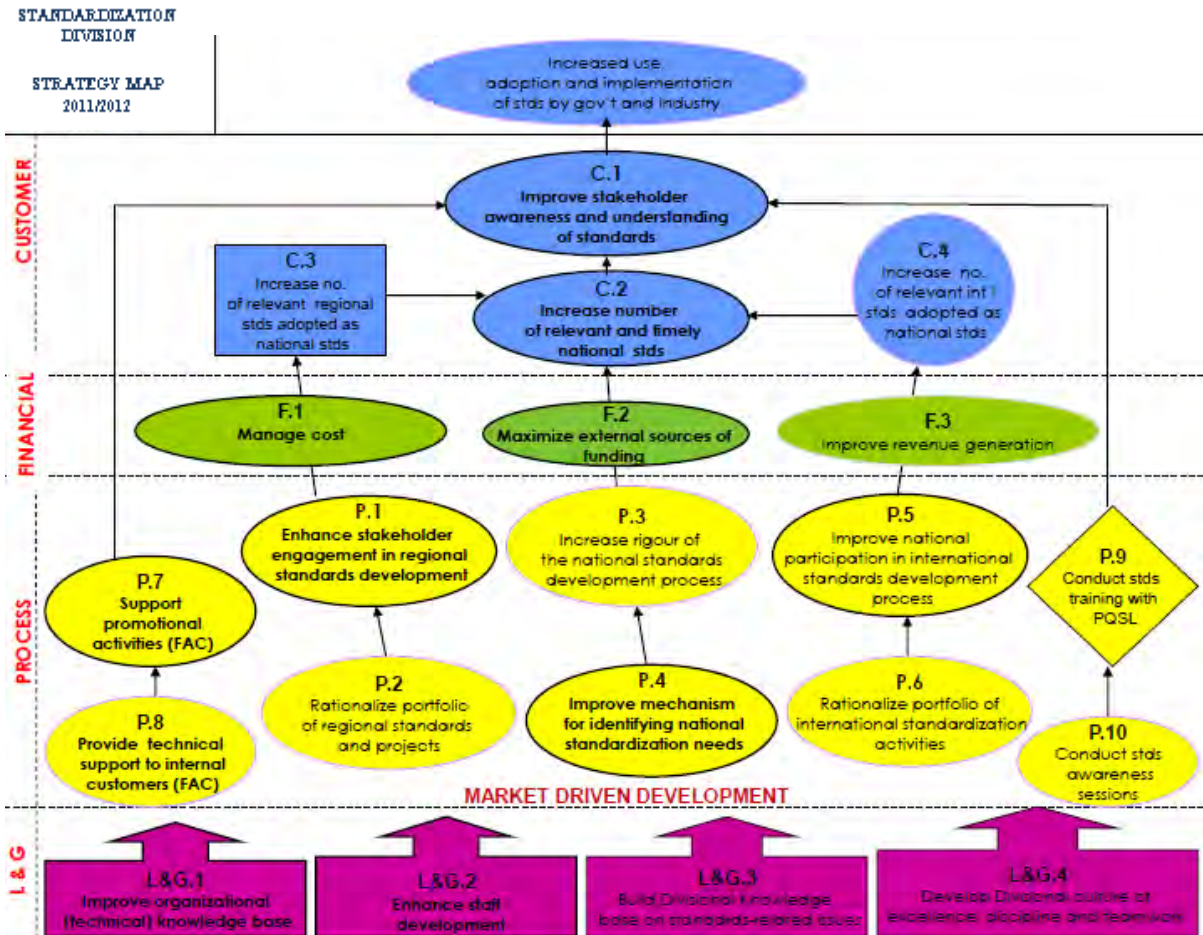 STANDARDIZATION
DIVISION
STRATEGY MAP
2011/2012
Increased use,
adoption and implementation
of stds by gov't and industry
CUSTOMER
C.1
Improve stakeholder
awareness and understanding
of standards
C.3
Increase no.
of relevant regional
stds adopted as
national stds
C.2
Increase number
of relevant and timely
national stds
C.4
Increase no.
of relevant int'l
stds adopted as
national stds
FINANCIAL
F.1
Manage cost
F.2
Maximize external sources of
funding
F.3
Improve revenue generation
PROCESS
P.1
Enhance stakeholder
engagement in regional
standards development
P.3
Increase rigour of
the national standards
development process
P.5
Improve national
participation in international
standards development
process
P.7
Support
promotional
activities (FAC)
P.9
Conduct stds
training with
PQSL
P.8
Provide technical
support to internal
customers (FAC)
P.2
Rationalize portfolio
of regional standards
and projects
P.4
Improve mechanism
for identifying national
standardization needs
P.6
Rationalize portfolio of
international standardization
activities
P.10
Conduct stds
awareness
sessions
MARKET DRIVEN DEVELOPMENT
L & G
L&G.1
Improve organizational
(technical) knowledge base
L&G.2
Enhance staff
development
L&G.3
Build Divisional Knowledge
base on standards-related issues
L&G.4
Develop Divisional culture of
excellence, discipline and teamwork